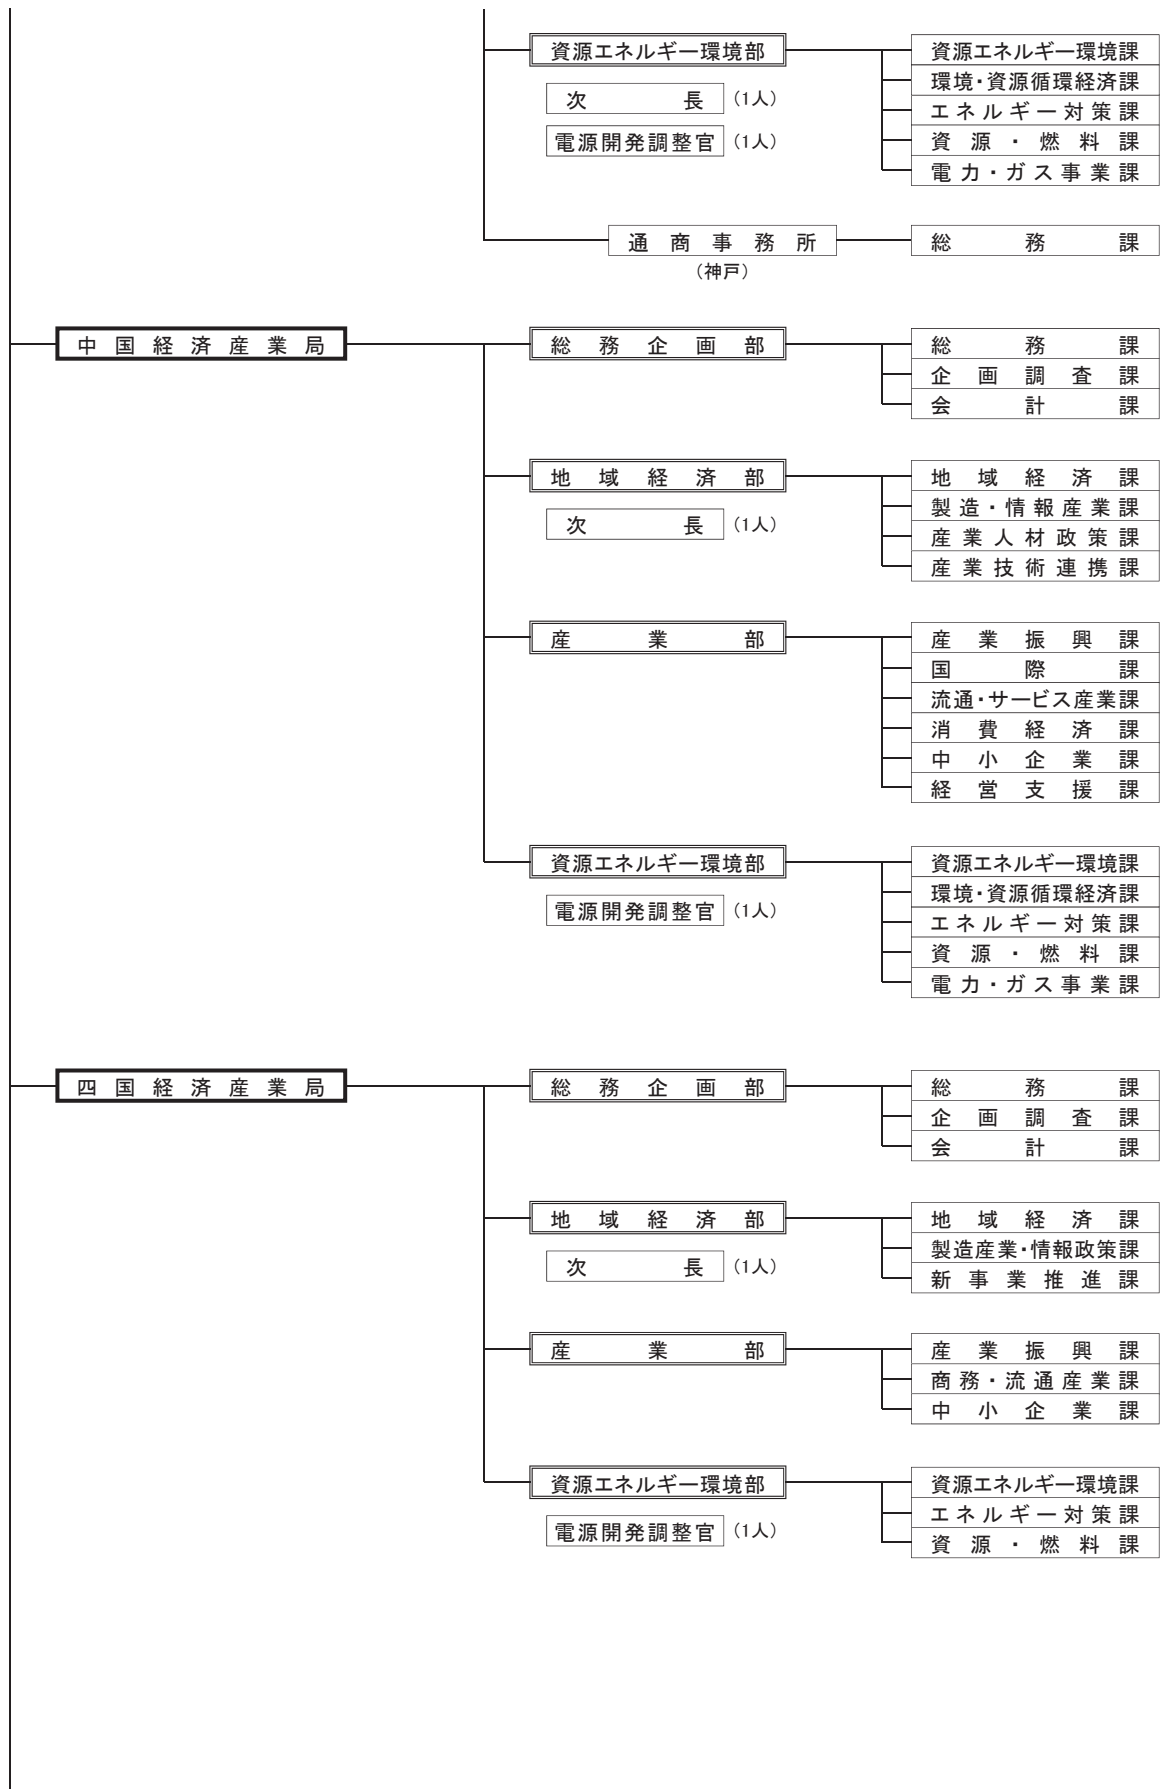 資源エネルギー環境部
資源エネルギー環境課
環境・資源循環経済課
次長 (1人)
エネルギー対策課
電源開発調整官 (1人)
資源・燃料課
電力・ガス事業課
通商事務所
総務課
(神戸)
中国経済産業局
総務企画部
総務課
企画調査課
会計課
地域経済部
地域経済課
製造・情報産業課
次長 (1人)
産業人材政策課
産業技術連携課
産業部
産業振興課
国際課
流通・サービス産業課
消費経済課
中小企業課
経営支援課
資源エネルギー環境部
資源エネルギー環境課
環境・資源循環経済課
電源開発調整官 (1人)
エネルギー対策課
資源・燃料課
電力・ガス事業課
四国経済産業局
総務企画部
総務課
企画調査課
会計課
地域経済部
地域経済課
製造産業・情報政策課
次長 (1人)
新事業推進課
産業部
産業振興課
商務・流通産業課
中小企業課
資源エネルギー環境部
資源エネルギー環境課
エネルギー対策課
電源開発調整官 (1人)
資源・燃料課